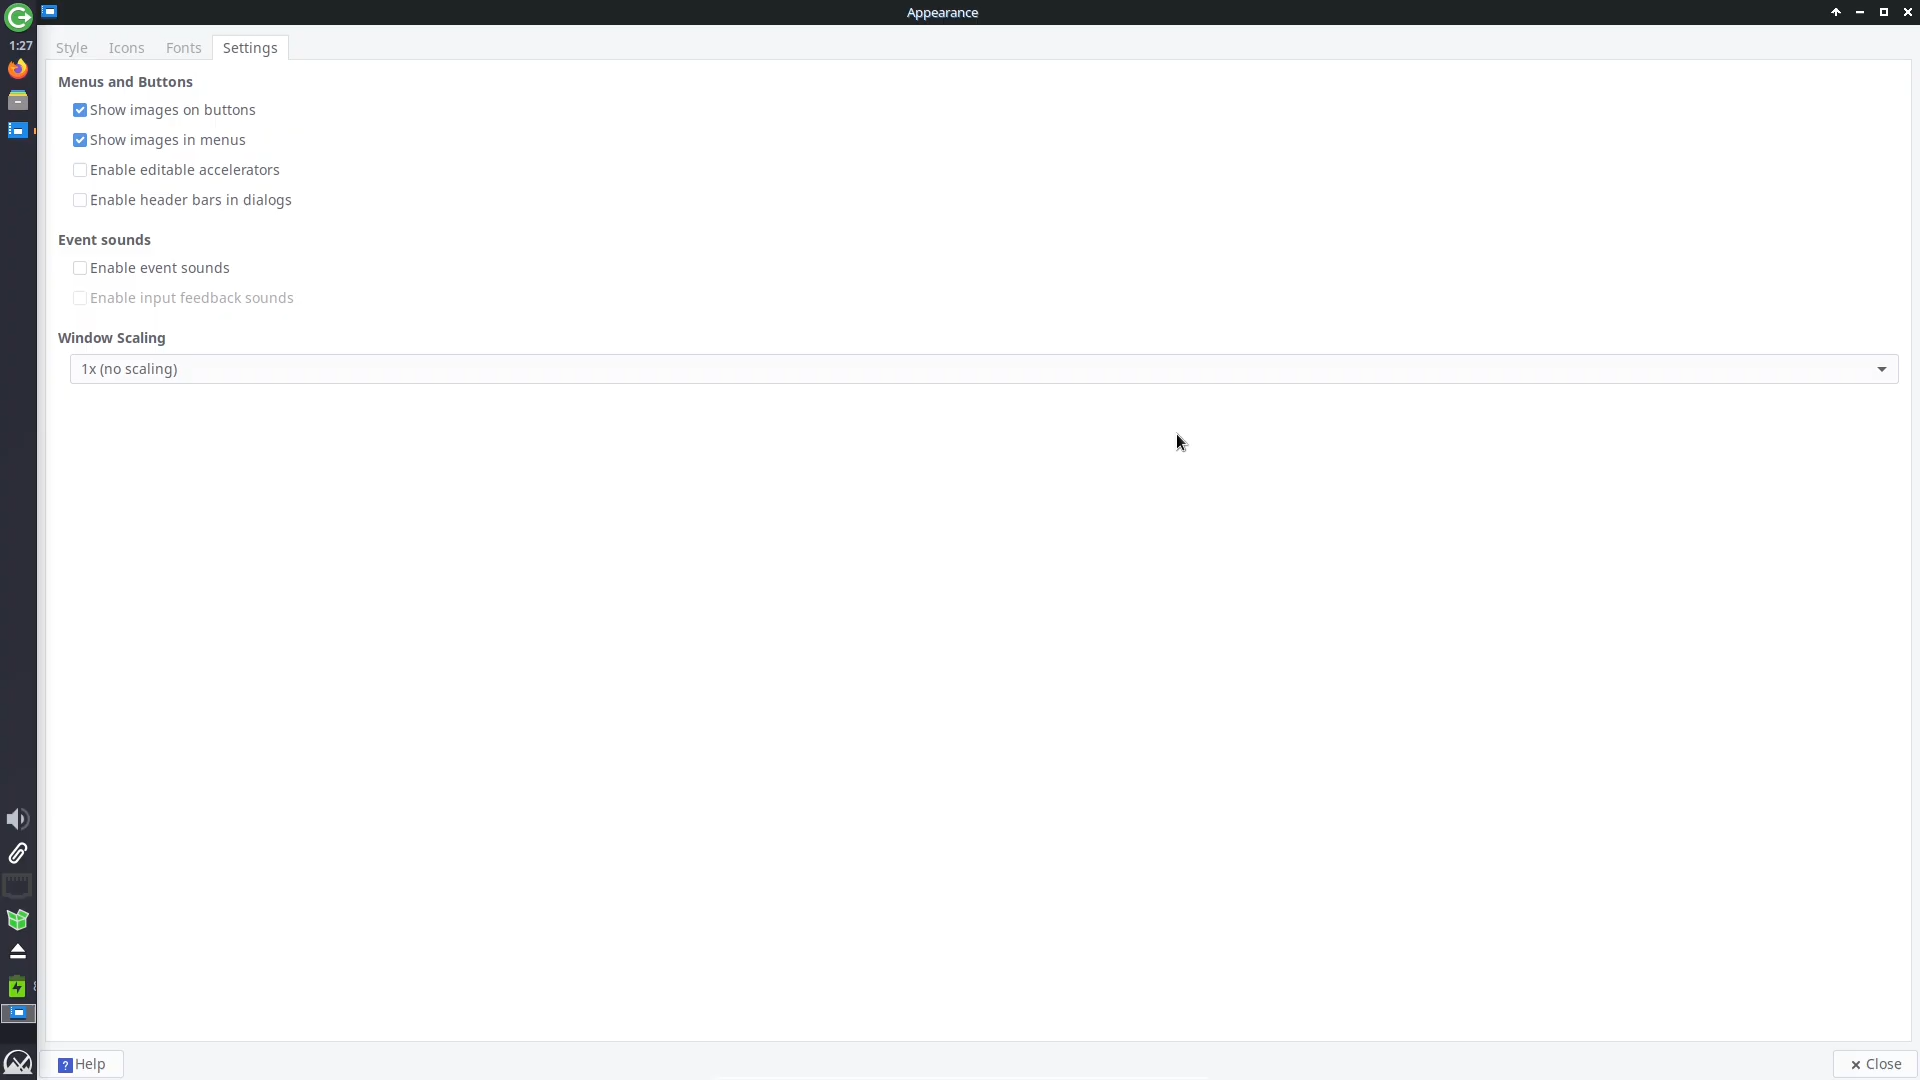 Appearance
1:27
Style Icons Fonts Settings
Menus and Buttons
Show images on buttons
Show images in menus
Enable editable accelerators
Enable header bars in dialogs
Event sounds
Enable event sounds
Enable input feedback sounds
Window Scaling
1x (no scaling)
? Help
Close